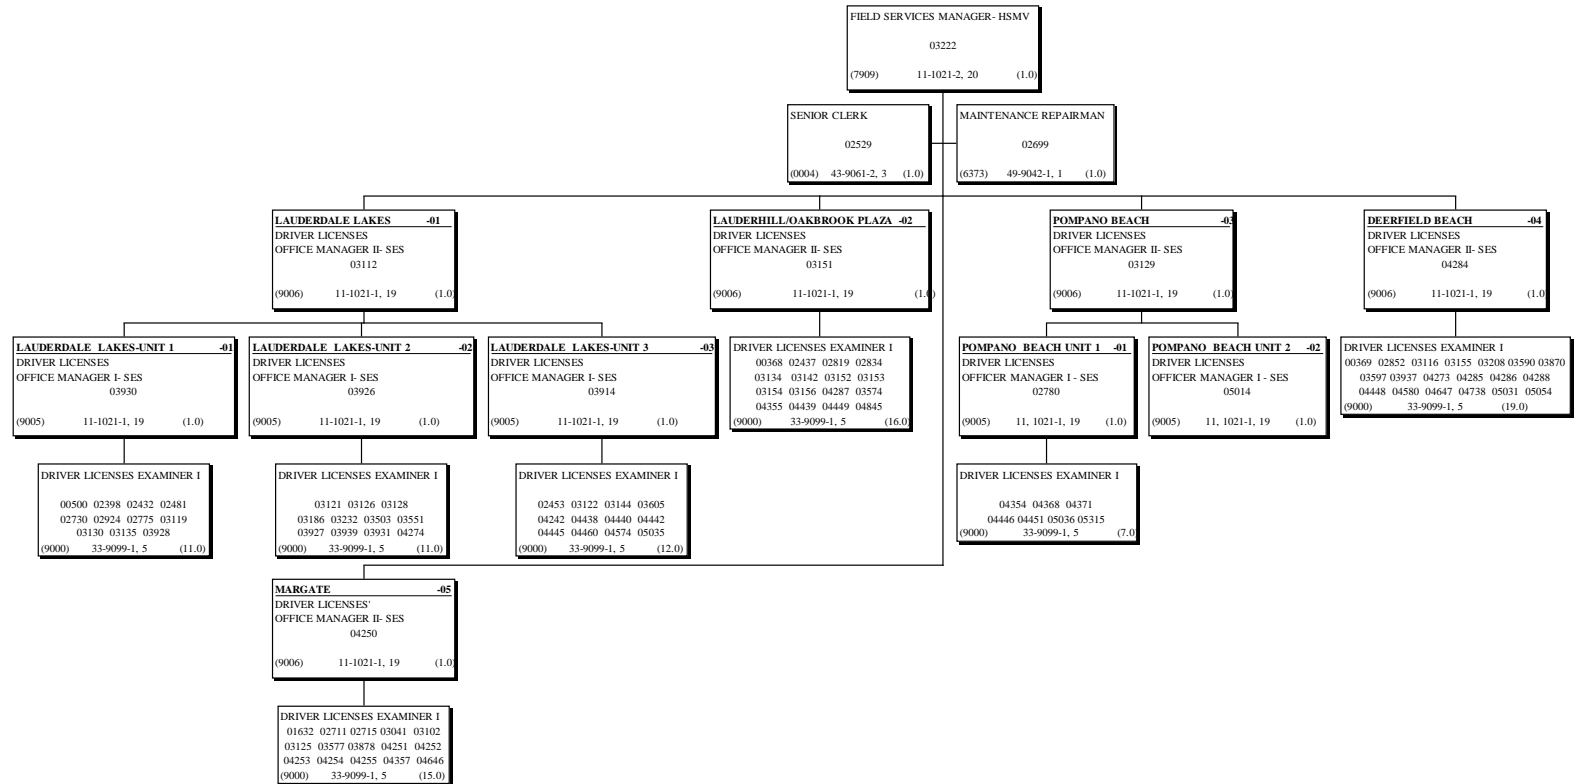 FIELD SERVICES MANAGER- HSMV
03222
(7909) 11-1021-2, 20 (1.0)
SENIOR CLERK
02529
(0004) 43-9061-2, 3 (1.0)
MAINTENANCE REPAIRMAN
02699
(6373) 49-9042-1, 1 (1.0)
LAUDERDALE LAKES -01
DRIVER LICENSES
OFFICE MANAGER II- SES
03112
(9006) 11-1021-1, 19 (1.0)
LAUDERHILL/OAKBROOK PLAZA -02
DRIVER LICENSES
OFFICE MANAGER II- SES
03151
(9006) 11-1021-1, 19 (1.0)
POMPANO BEACH -03
DRIVER LICENSES
OFFICE MANAGER II- SES
03129
(9006) 11-1021-1, 19 (1.0)
DEERFIELD BEACH -04
DRIVER LICENSES
OFFICE MANAGER II- SES
04284
(9006) 11-1021-1, 19 (1.0)
LAUDERDALE LAKES-UNIT 1 -01
DRIVER LICENSES
OFFICE MANAGER I- SES
03930
(9005) 11-1021-1, 19 (1.0)
LAUDERDALE LAKES-UNIT 2 -02
DRIVER LICENSES
OFFICE MANAGER I- SES
03926
(9005) 11-1021-1, 19 (1.0)
LAUDERDALE LAKES-UNIT 3 -03
DRIVER LICENSES
OFFICE MANAGER I- SES
03914
(9005) 11-1021-1, 19 (1.0)
DRIVER LICENSES EXAMINER I
00368 02437 02819 02834
03134 03142 03152 03153
03154 03156 04287 03574
04355 04439 04449 04845
(9000) 33-9099-1, 5 (16.0)
POMPANO BEACH UNIT 1 -01
DRIVER LICENSES
OFFICER MANAGER I - SES
02780
(9005) 11, 1021-1, 19 (1.0)
POMPANO BEACH UNIT 2 -02
DRIVER LICENSES
OFFICER MANAGER I - SES
05014
(9005) 11, 1021-1, 19 (1.0)
DRIVER LICENSES EXAMINER I
00369 02852 03116 03155 03208 03590 03870
03597 03937 04273 04285 04286 04288
04448 04580 04647 04738 05031 05054
(9000) 33-9099-1, 5 (19.0)
DRIVER LICENSES EXAMINER I
00500 02398 02432 02481
02730 02924 02775 03119
03130 03135 03928
(9000) 33-9099-1, 5 (11.0)
DRIVER LICENSES EXAMINER I
03121 03126 03128
03186 03232 03503 03551
03927 03939 03931 04274
(9000) 33-9099-1, 5 (11.0)
DRIVER LICENSES EXAMINER I
02453 03122 03144 03605
04242 04438 04440 04442
04445 04460 04574 05035
(9000) 33-9099-1, 5 (12.0)
DRIVER LICENSES EXAMINER I
04354 04368 04371
04446 04451 05036 05315
(9000) 33-9099-1, 5 (7.0)
MARGATE -05
DRIVER LICENSES'
OFFICE MANAGER II- SES
04250
(9006) 11-1021-1, 19 (1.0)
DRIVER LICENSES EXAMINER I
01632 02711 02715 03041 03102
03125 03577 03878 04251 04252
04253 04254 04255 04357 04646
(9000) 33-9099-1, 5 (15.0)